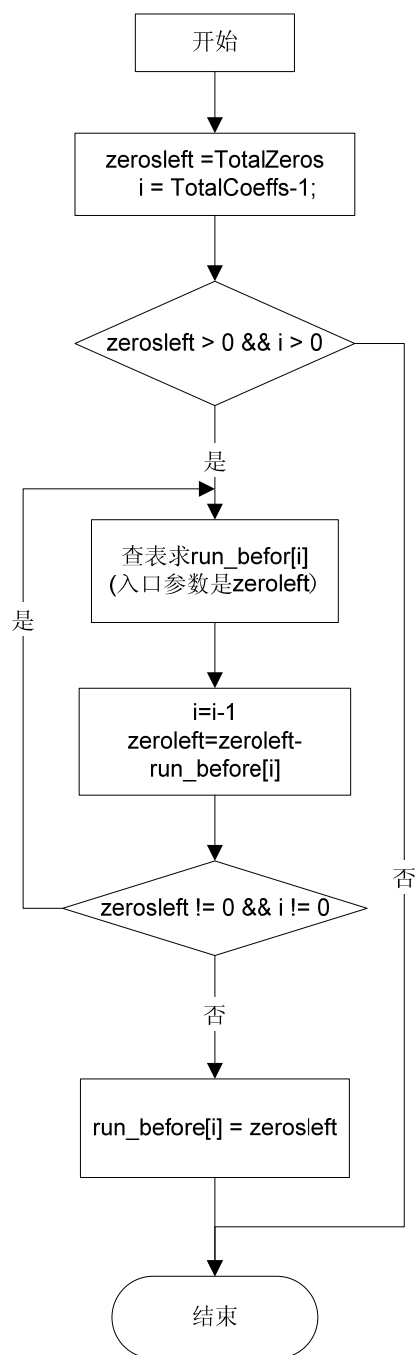 开始
zerosleft =TotalZeros
i = TotalCoeffs-1;
zerosleft > 0 && i > 0
是
查表求run_befor[i]
(入口参数是zeroleft）
是
i=i-1
zeroleft=zeroleft-
run_before[i]
否
zerosleft != 0 && i != 0
否
run_before[i] = zerosleft
结束